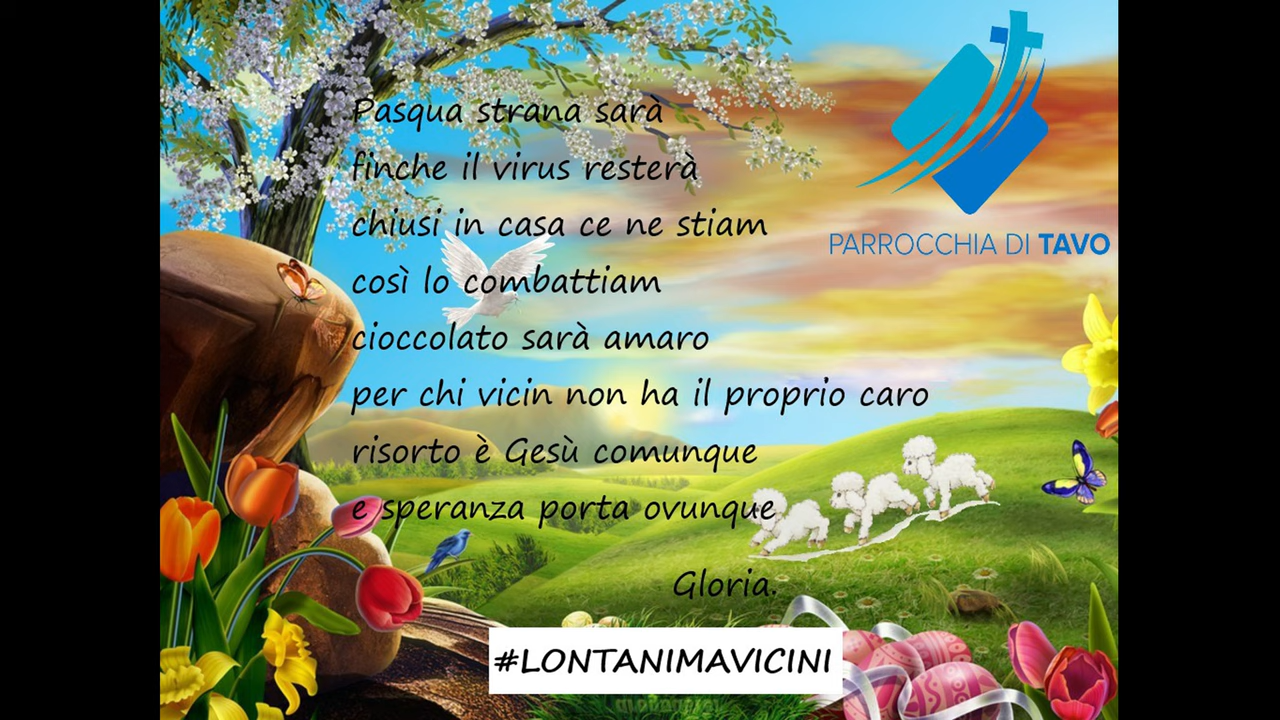 Pasqua strana sarà
finche il virus resterà
chiusi in casa ce ne stiam
così lo combattiam
cioccolato sarà amaro
per chi vicin non ha il proprio caro
risorto è Gesù comunque
e speranza porta ovunque
Gloria.
PARROCCHIA DI TAVO
#LONTANIMAVICINI